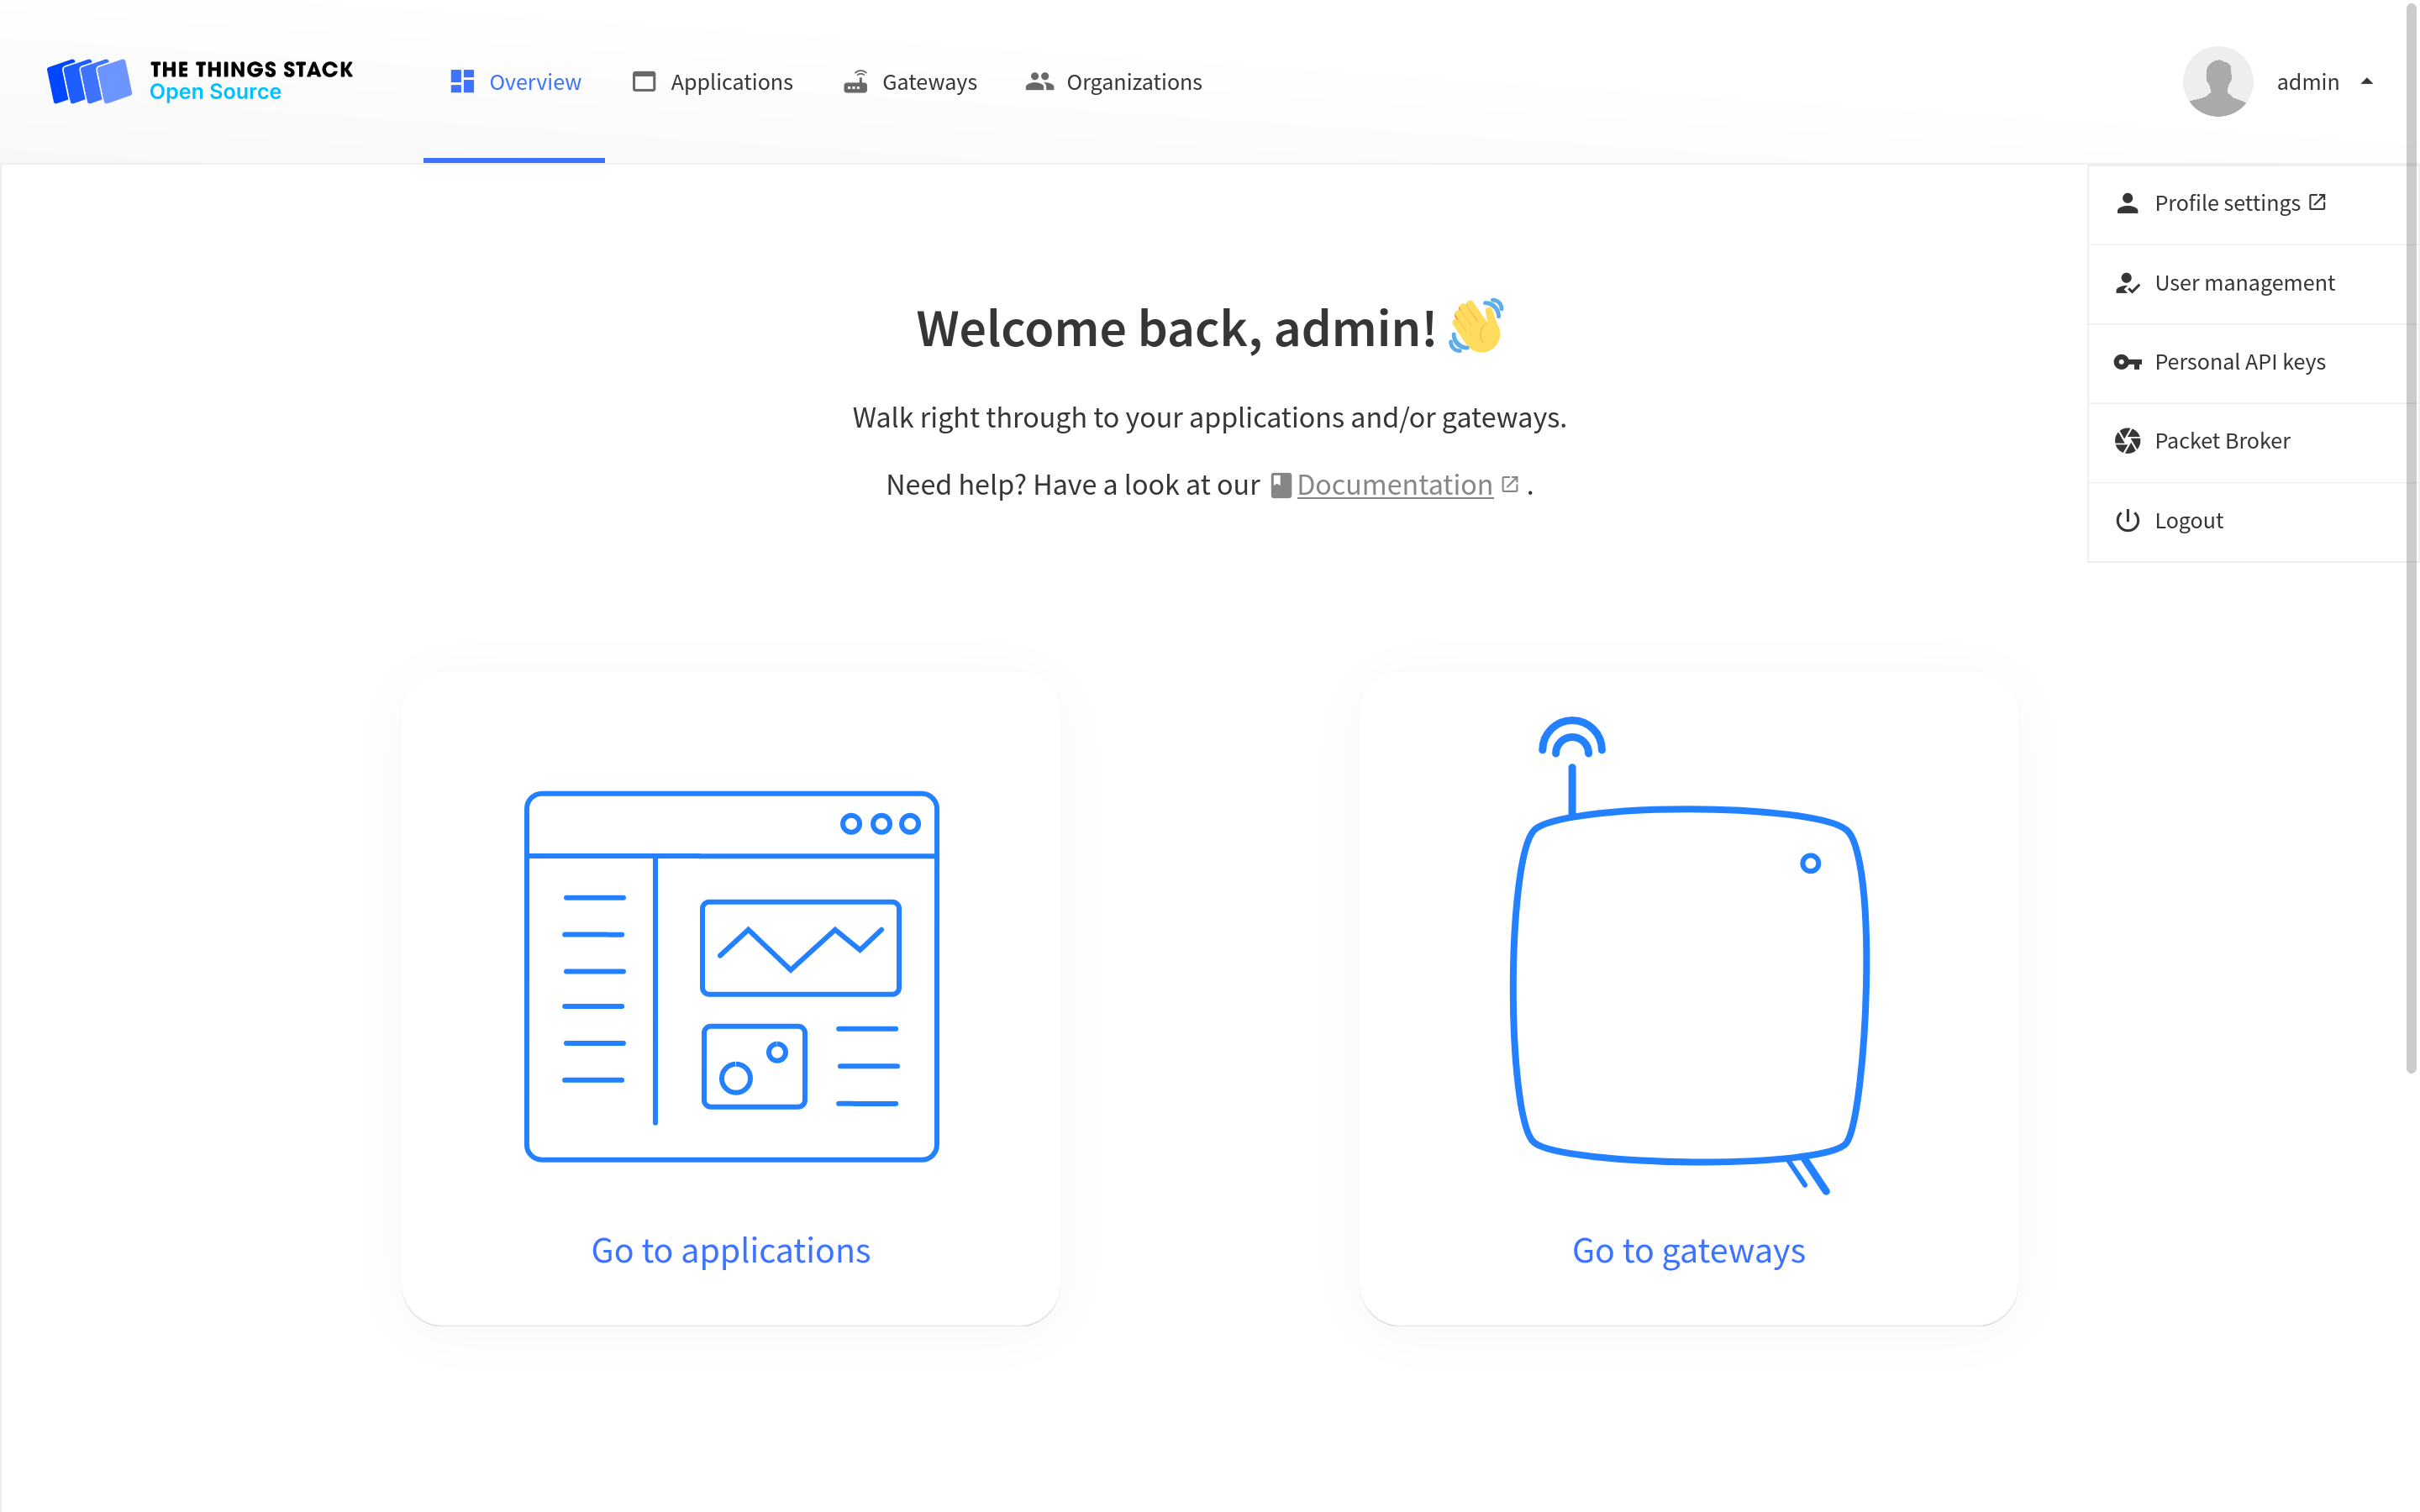 THE THINGS STACK
Open Source
Overview
Applications
Gateways
Organizations
admin
Profile settings
User management
Personal API keys
Packet Broker
Logout
Welcome back, admin! 👋
Walk right through to your applications and/or gateways.
Need help? Have a look at our Documentation .
Go to applications
Go to gateways